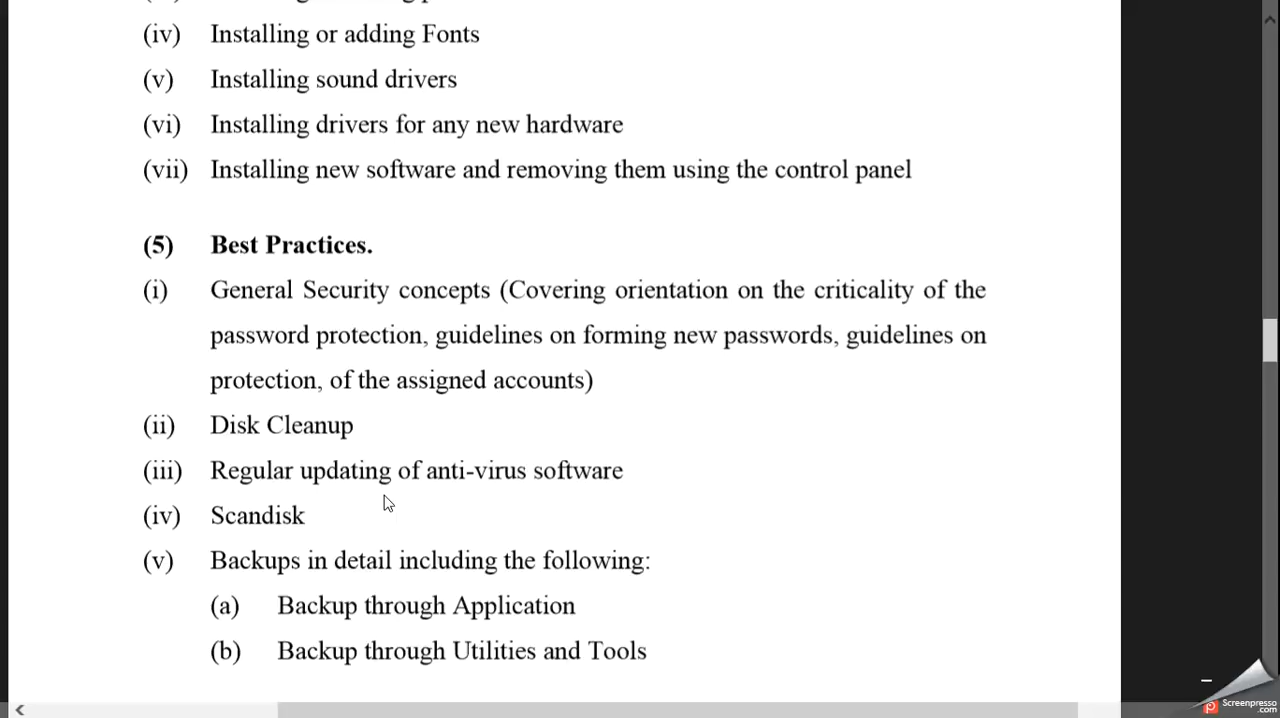 (iv) Installing or adding Fonts
(v) Installing sound drivers
(vi) Installing drivers for any new hardware
(vii) Installing new software and removing them using the control panel
(5) Best Practices.
(i) General Security concepts (Covering orientation on the criticality of the
password protection, guidelines on forming new passwords, guidelines on
protection, of the assigned accounts)
(ii) Disk Cleanup
(iii) Regular updating of anti-virus software
(iv) Scandisk
(v) Backups in detail including the following:
(a) Backup through Application
(b) Backup through Utilities and Tools
Screenpresso
.com